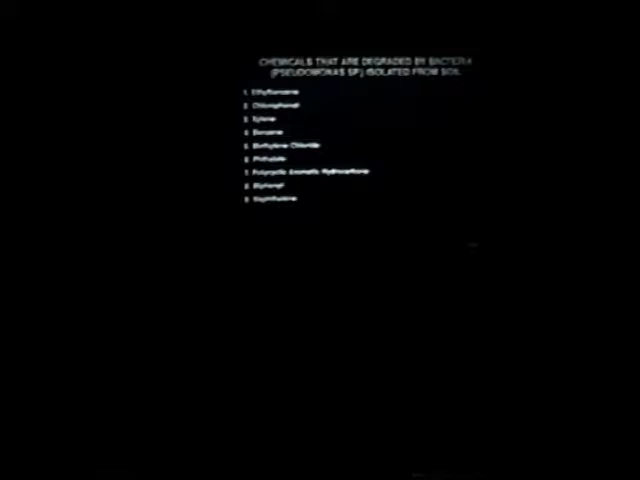 CHEMICALS THAT ARE DEGRADED BY BACTERIA
(PSEUDOMONAS SP.) ISOLATED FROM SOIL
1. Ethylbenzene
2. Chlorophenol
3. Xylene
4. Benzene
5. Methylene Chloride
6. Phthalate
7. Polycyclic Aromatic Hydrocarbons
8. Biphenyl
9. Naphthalene